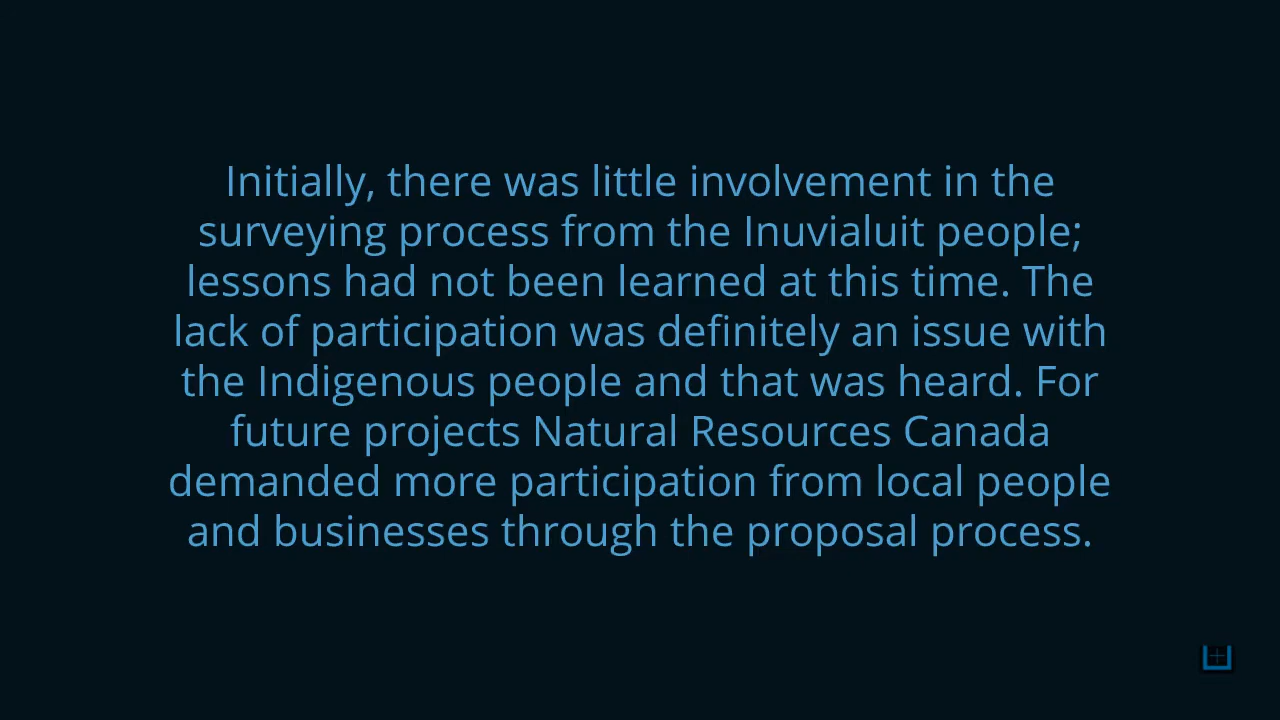 Initially, there was little involvement in the
surveying process from the Inuvialuit people;
lessons had not been learned at this time. The
lack of participation was definitely an issue with
the Indigenous people and that was heard. For
future projects Natural Resources Canada
demanded more participation from local people
and businesses through the proposal process.